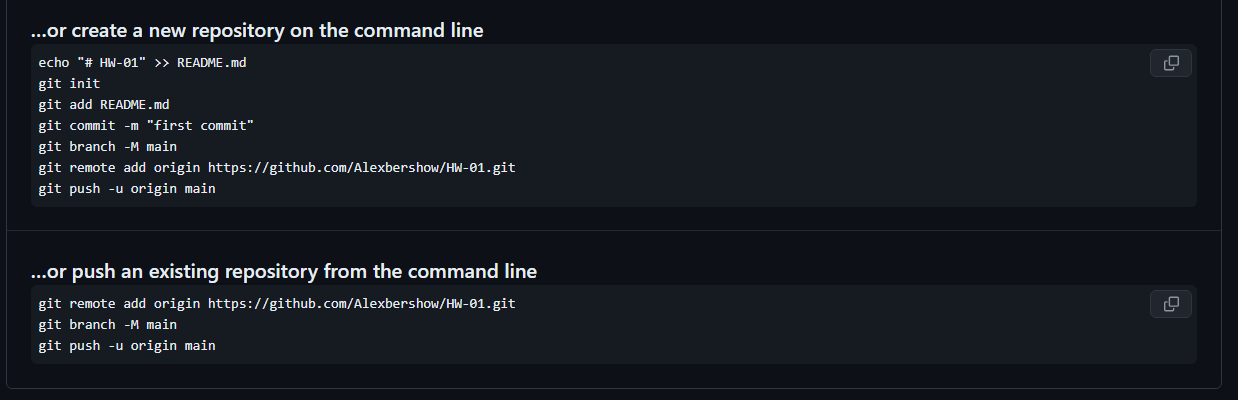 ...or create a new repository on the command line
echo "# HW-01" >> README.md
git init
git add README.md
git commit -m "first commit"
git branch -M main
git remote add origin https://github.com/Alexbershow/HW-01.git
git push -u origin main
...or push an existing repository from the command line
git remote add origin https://github.com/Alexbershow/HW-01.git
git branch -M main
git push -u origin main